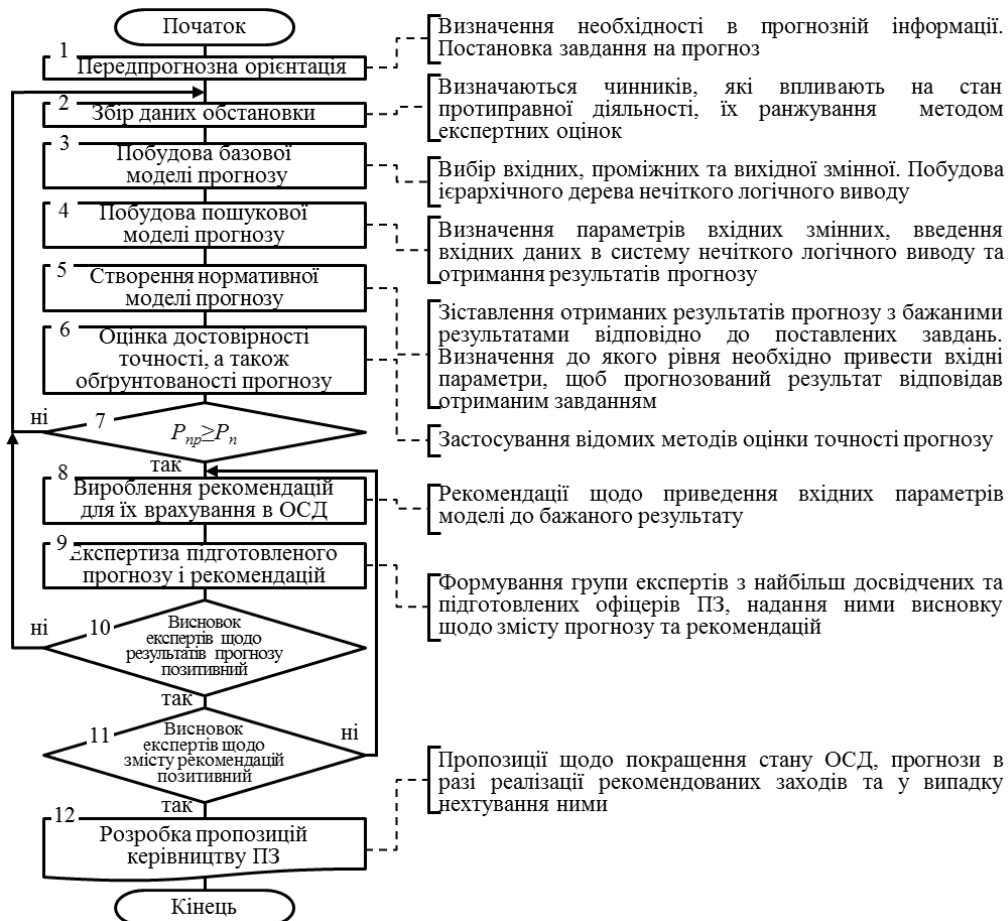 Початок
1
Передпрогнозна орієнтація
Визначення необхідності в прогнозній інформації.
Постановка завдання на прогноз
2
Збір даних обстановки
Визначаються чинників, які впливають на стан
протиправної діяльності, їх ранжування методом
експертних оцінок
3
Побудова базової
моделі прогнозу
Вибір вхідних, проміжних та вихідної змінної. Побудова
ієрархічного дерева нечіткого логічного виводу
4
Побудова пошукової
моделі прогнозу
Визначення параметрів вхідних змінних, введення
вхідних даних в систему нечіткого логічного виводу та
отримання результатів прогнозу
5
Створення нормативної
моделі прогнозу
Зіставлення отриманих результатів прогнозу з бажаними
результатами відповідно до поставлених завдань.
Визначення до якого рівня необхідно привести вхідні
параметри, щоб прогнозований результат відповідав
отриманим завданням
6
Оцінка достовірності
точності, а також
обґрунтованості прогнозу
Застосування відомих методів оцінки точності прогнозу
ні
7
Pпр≥Pп
так
8
Вироблення рекомендацій
для їх врахування в ОСД
Рекомендації щодо приведення вхідних параметрів
моделі до бажаного результату
9
Експертиза підготовленого
прогнозу і рекомендацій
Формування групи експертів з найбільш досвідчених та
підготовлених офіцерів ПЗ, надання ними висновку
щодо змісту прогнозу та рекомендацій
ні
10
Висновок
експертів щодо
результатів прогнозу
позитивний
так
11
Висновок
експертів щодо
змісту рекомендацій
позитивний
ні
так
12
Розробка пропозицій
керівництву ПЗ
Пропозиції щодо покращення стану ОСД, прогнози в
разі реалізації рекомендованих заходів та у випадку
нехтування ними
Кінець